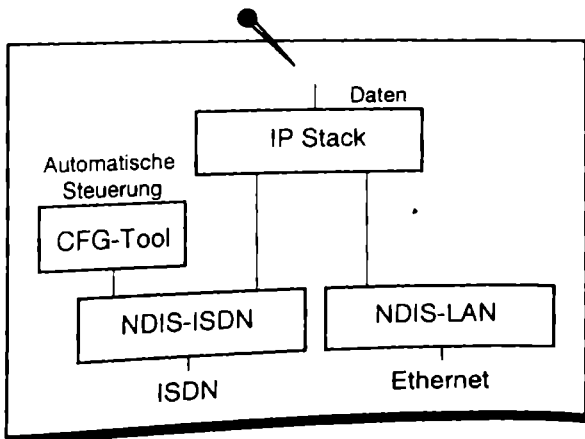 Daten
IP Stack
Automatische
Steuerung
CFG-Tool
NDIS-ISDN
NDIS-LAN
ISDN
Ethernet